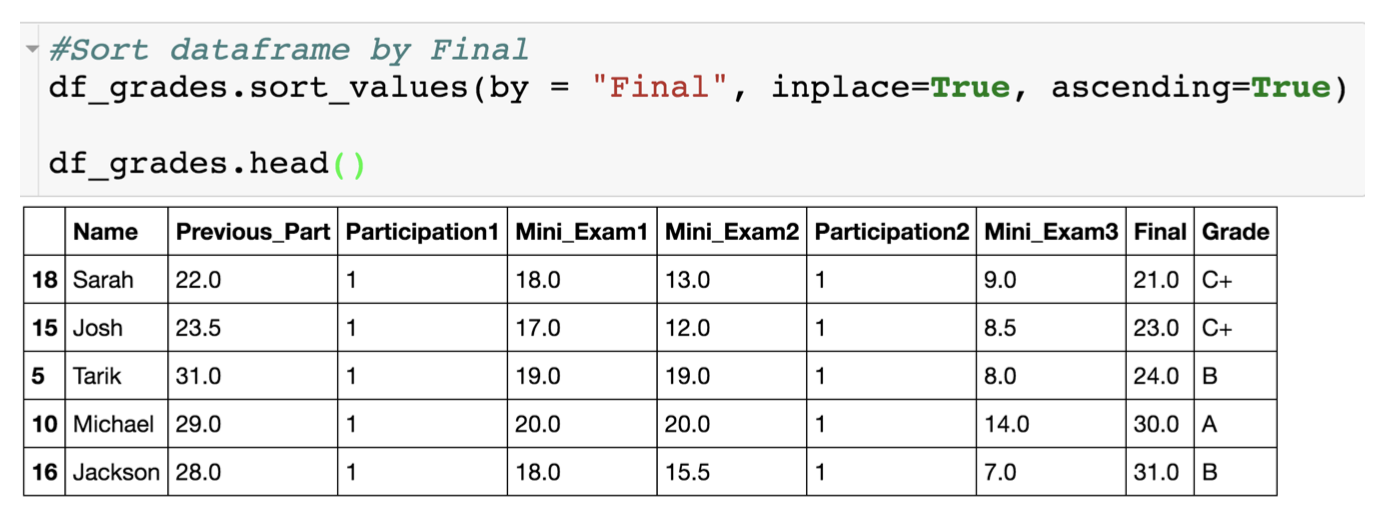 #Sort dataframe by Final
df_grades.sort_values(by = "Final", inplace=True, ascending=True)
df_grades.head()
Name Previous_Part Participation1 Mini_Exam1 Mini_Exam2 Participation2 Mini_Exam3 Final Grade
18 Sarah 22.0 1 18.0 13.0 1 9.0 21.0 C+
15 Josh 23.5 1 17.0 12.0 1 8.5 23.0 C+
5 Tarik 31.0 1 19.0 19.0 1 8.0 24.0 B
10 Michael 29.0 1 20.0 20.0 1 14.0 30.0 A
16 Jackson 28.0 1 18.0 15.5 1 7.0 31.0 B